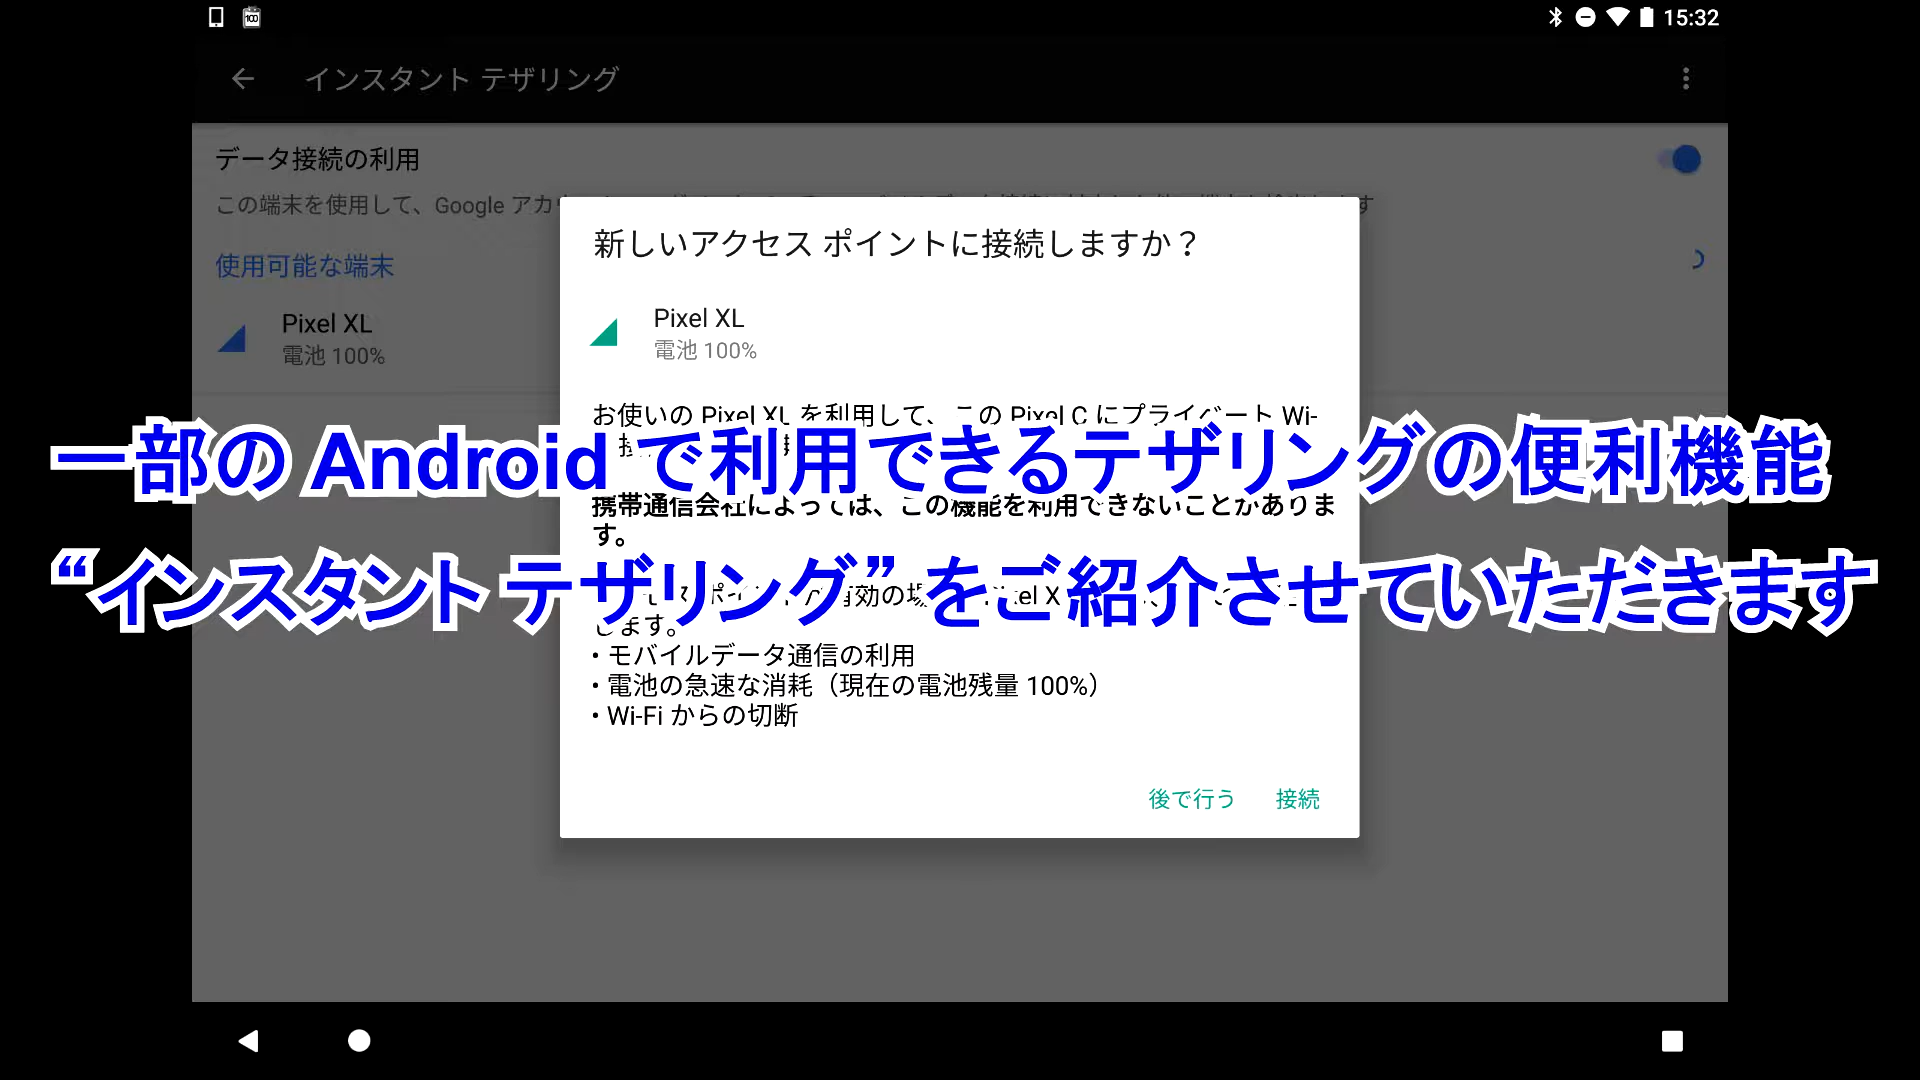 15:32
インスタント テザリング
データ接続の利用
この端末を使用して、Google アカ
使用可能な端末
Pixel XL
電池 100%
新しいアクセス ポイントに接続しますか？
Pixel XL
電池 100%
お使いの Pixel XL を利用して、この Pixel C にプライベート Wi-
一部の Android で利用できるテザリングの便利機能
携帯通信会社によっては、この機能を利用できないことがありま
す。
“インスタント テザリング” をご紹介させていただきます
じます。
・モバイルデータ通信の利用
・電池の急速な消耗（現在の電池残量 100%）
・Wi-Fi からの切断
後で行う
接続